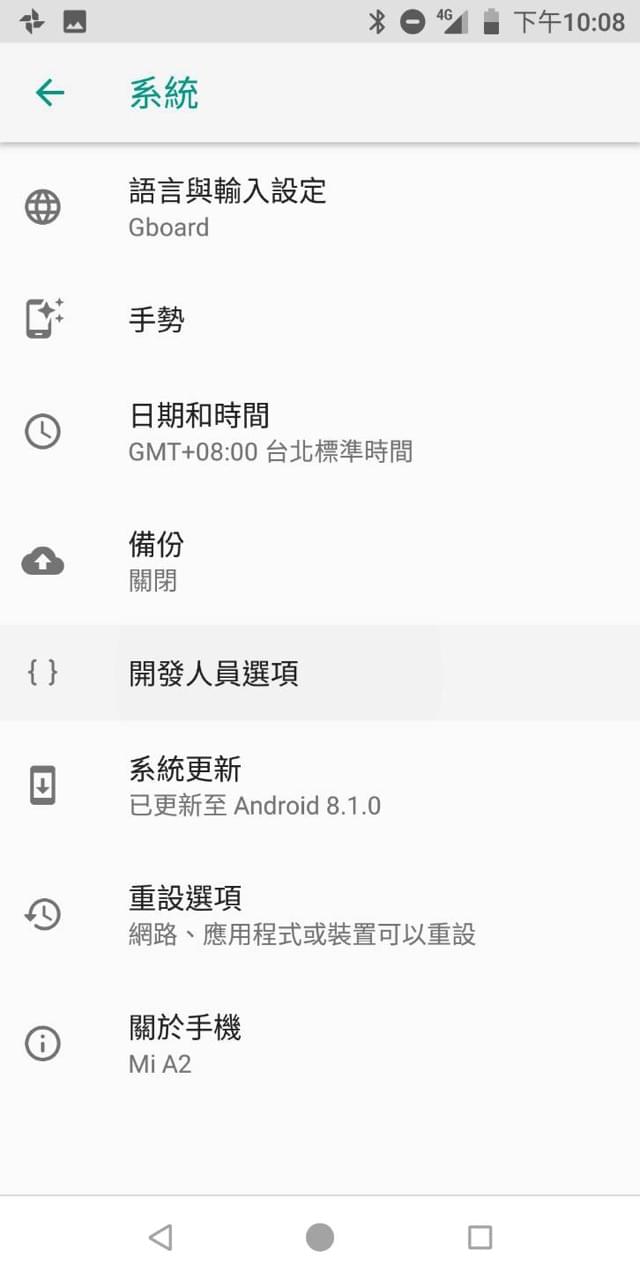 4G 下午10:08
系統
語言與輸入設定
Gboard
手勢
日期和時間
GMT+08:00 台北標準時間
備份
關閉
{ } 開發人員選項
系統更新
已更新至 Android 8.1.0
重設選項
網路、應用程式或裝置可以重設
關於手機
Mi A2